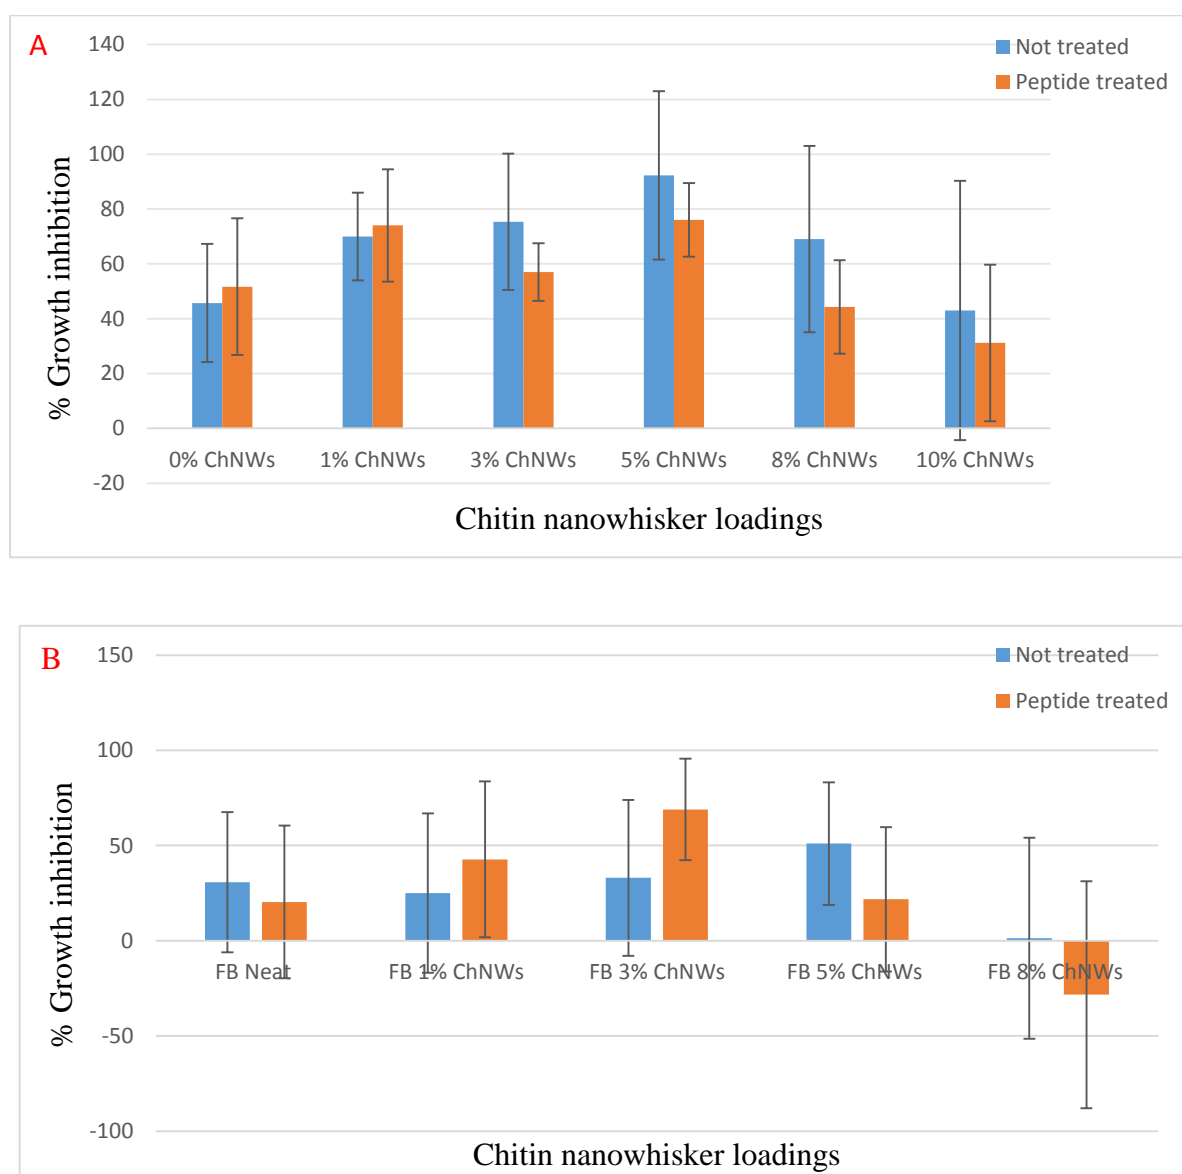 A
140
120
100
80
60
40
20
0
-20
% Growth inhibition
Not treated
Peptide treated
0% ChNWs 1% ChNWs 3% ChNWs 5% ChNWs 8% ChNWs 10% ChNWs
Chitin nanowhisker loadings
B
150
100
50
0
-50
-100
% Growth inhibition
Not treated
Peptide treated
FB Neat FB 1% ChNWs FB 3% ChNWs FB 5% ChNWs FB 8% ChNWs
Chitin nanowhisker loadings